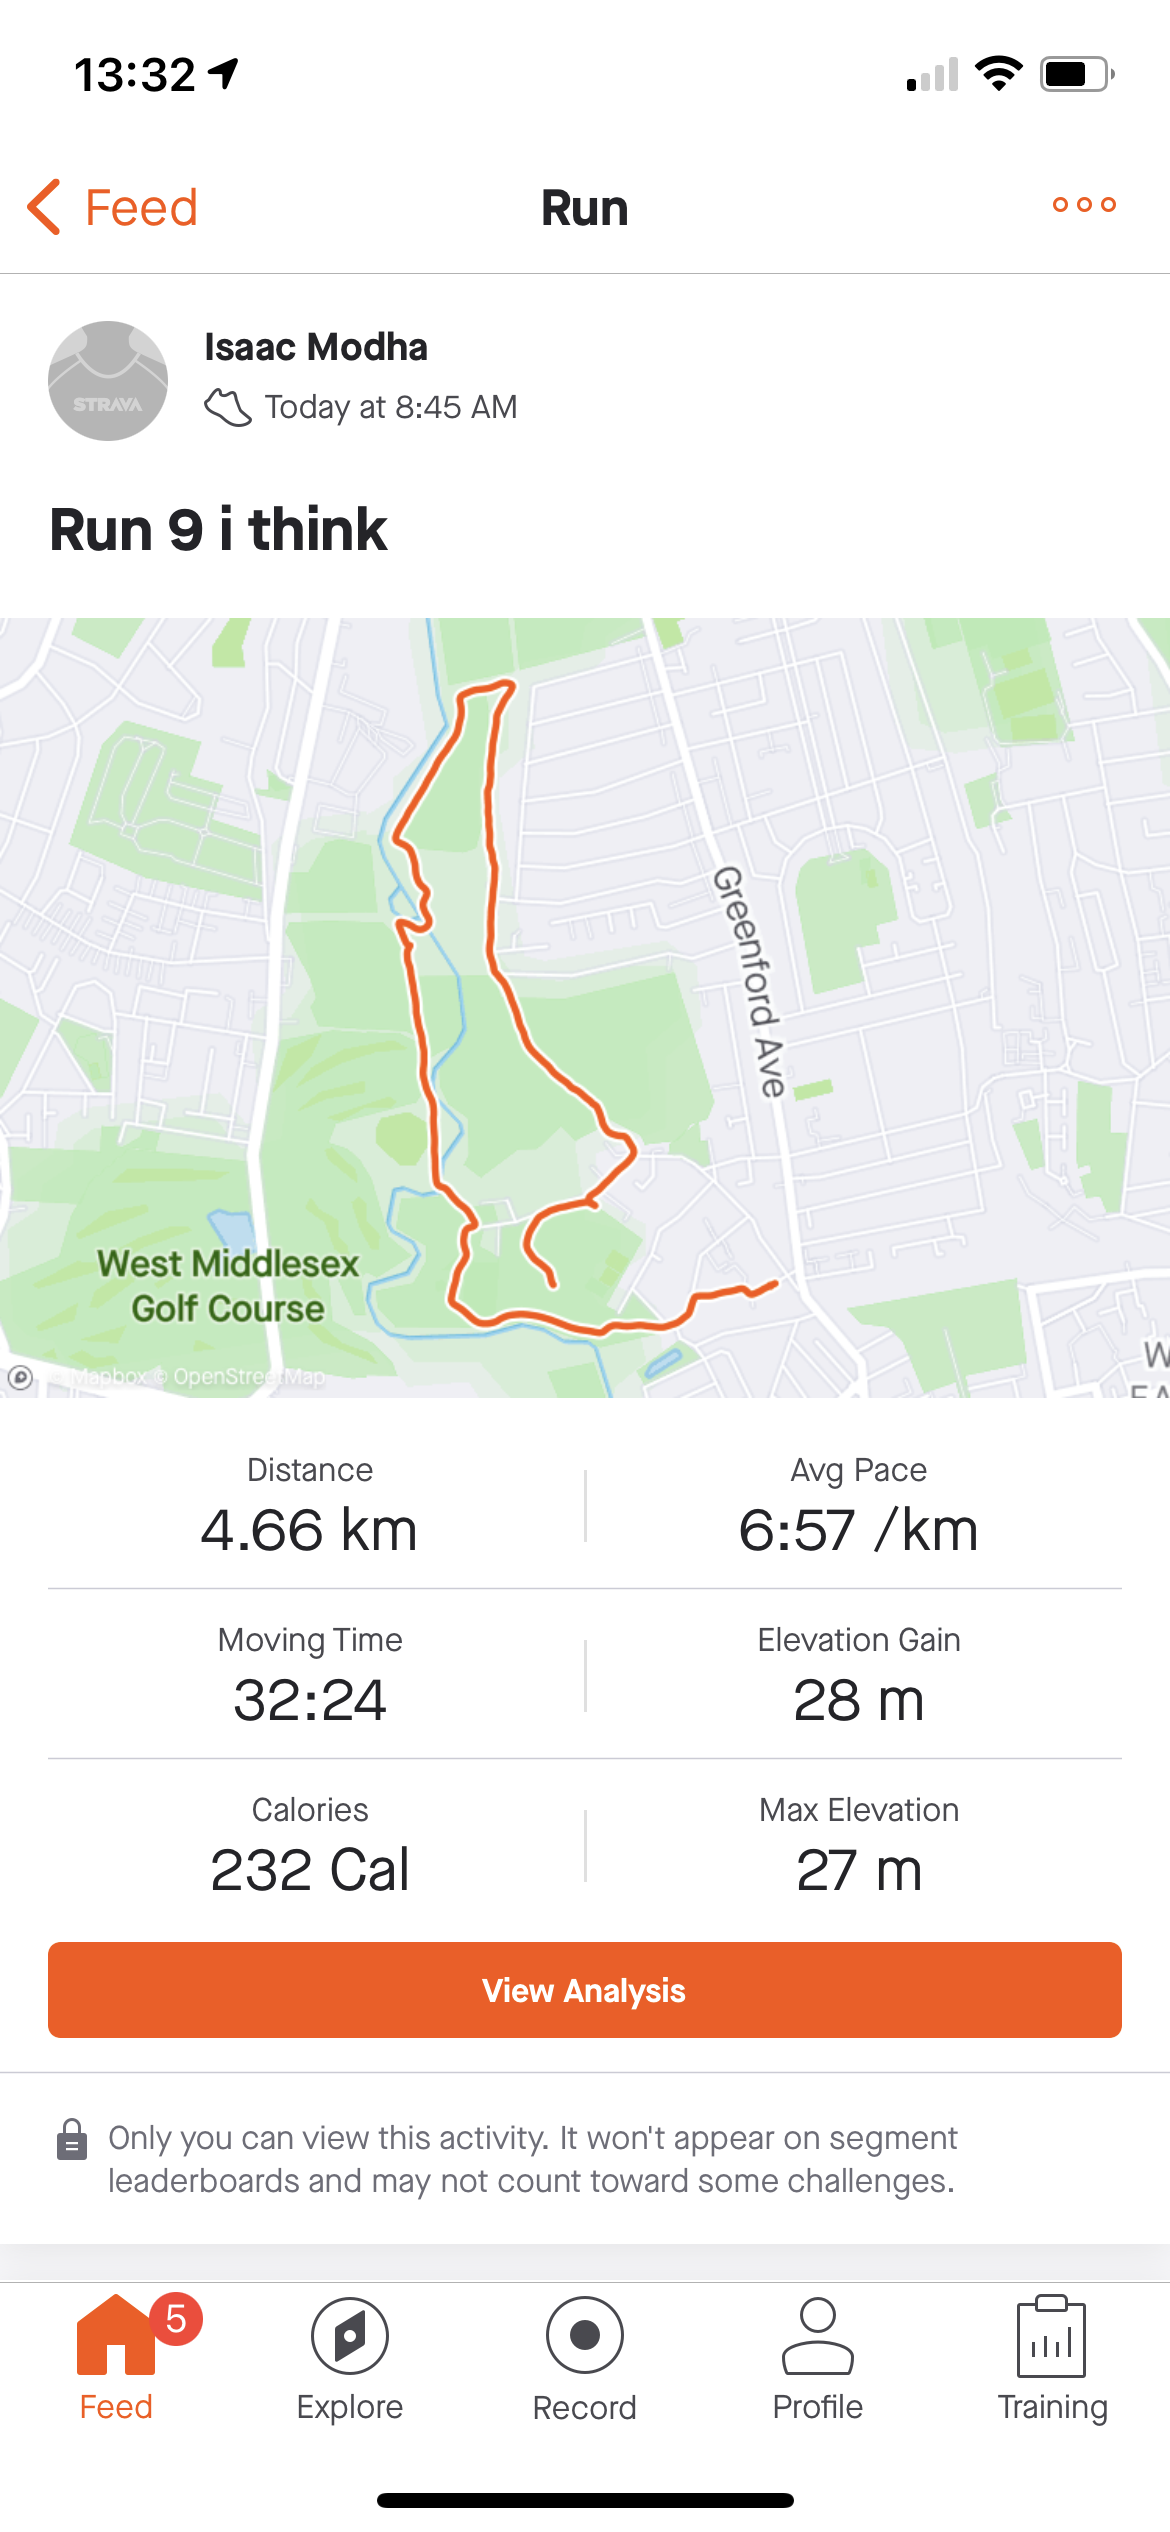 13:32
Feed
Run
STRAVA
Isaac Modha
Today at 8:45 AM
Run 9 i think
Greenford Ave
West Middlesex
Golf Course
Mapbox © OpenStreetMap
W
EA
Distance
Avg Pace
4.66 km
6:57 /km
Moving Time
Elevation Gain
32:24
28 m
Calories
Max Elevation
232 Cal
27 m
View Analysis
Only you can view this activity. It won't appear on segment
leaderboards and may not count toward some challenges.
5
Feed
Explore
Record
Profile
Training